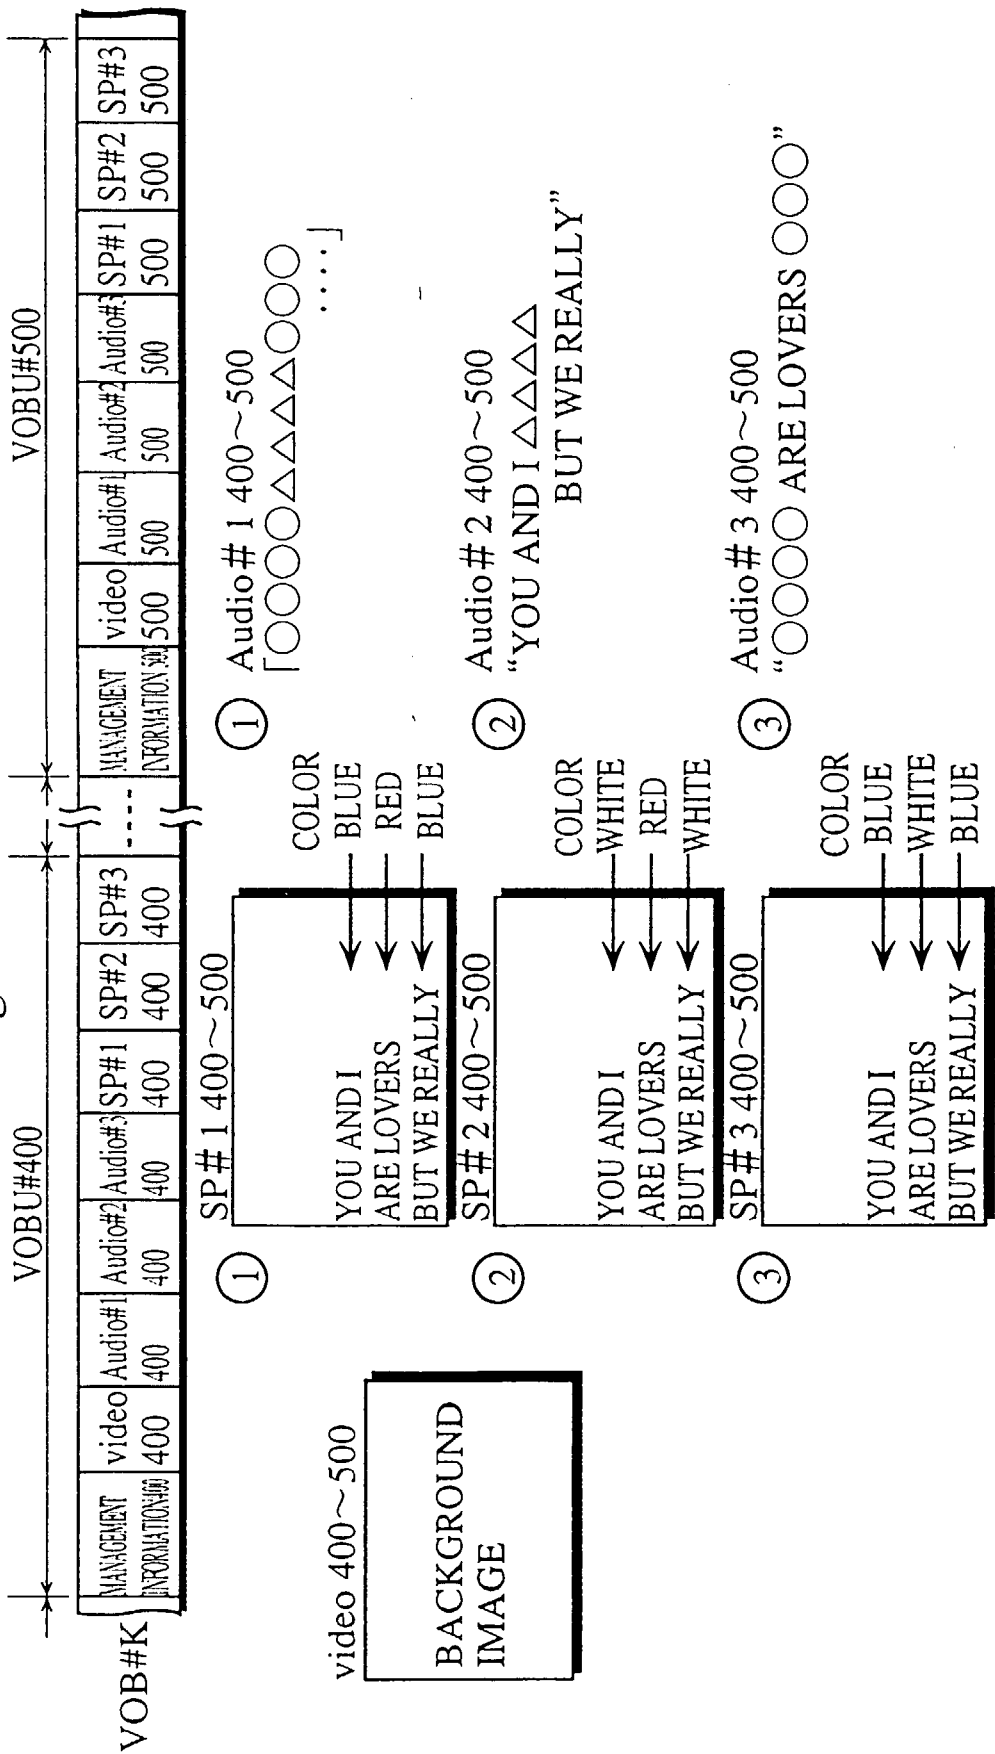 VOBU#400
VOBU#500
VOB#K
MANAGEMENT INFORMATION400
video 400
Audio#1 400
Audio#2 400
Audio#3 400
SP#1 400
SP#2 400
SP#3 400
-----
MANAGEMENT INFORMATION 500
video 500
Audio#1 500
Audio#2 500
Audio#3 500
SP#1 500
SP#2 500
SP#3 500
video 400～500
BACKGROUND
IMAGE
① SP#1 400～500
YOU AND I
ARE LOVERS
BUT WE REALLY
COLOR
BLUE
RED
BLUE
② SP#2 400～500
YOU AND I
ARE LOVERS
BUT WE REALLY
COLOR
WHITE
RED
WHITE
③ SP#3 400～500
YOU AND I
ARE LOVERS
BUT WE REALLY
COLOR
BLUE
WHITE
BLUE
① Audio#1 400～500
「○○○○△△△△○○○
‥‥」
② Audio#2 400～500
“YOU AND I △△△△
BUT WE REALLY”
③ Audio#3 400～500
“○○○○ ARE LOVERS ○○○”